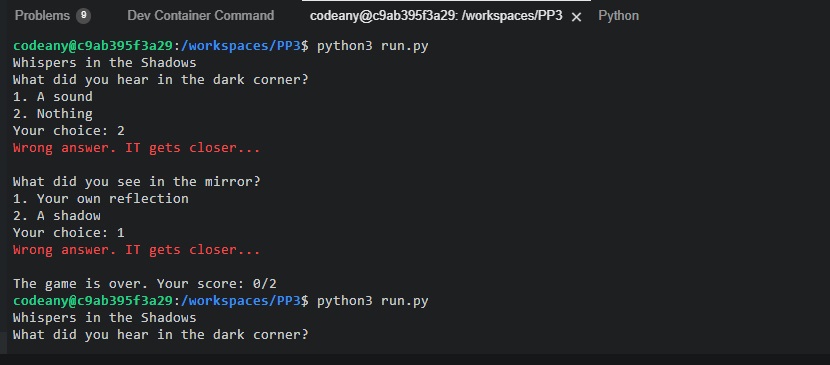 Problems 9 Dev Container Command codeany@c9ab395f3a29: /workspaces/PP3 × Python
codeany@c9ab395f3a29:/workspaces/PP3$ python3 run.py
Whispers in the Shadows
What did you hear in the dark corner?
1. A sound
2. Nothing
Your choice: 2
Wrong answer. IT gets closer...
What did you see in the mirror?
1. Your own reflection
2. A shadow
Your choice: 1
Wrong answer. IT gets closer...
The game is over. Your score: 0/2
codeany@c9ab395f3a29:/workspaces/PP3$ python3 run.py
Whispers in the Shadows
What did you hear in the dark corner?